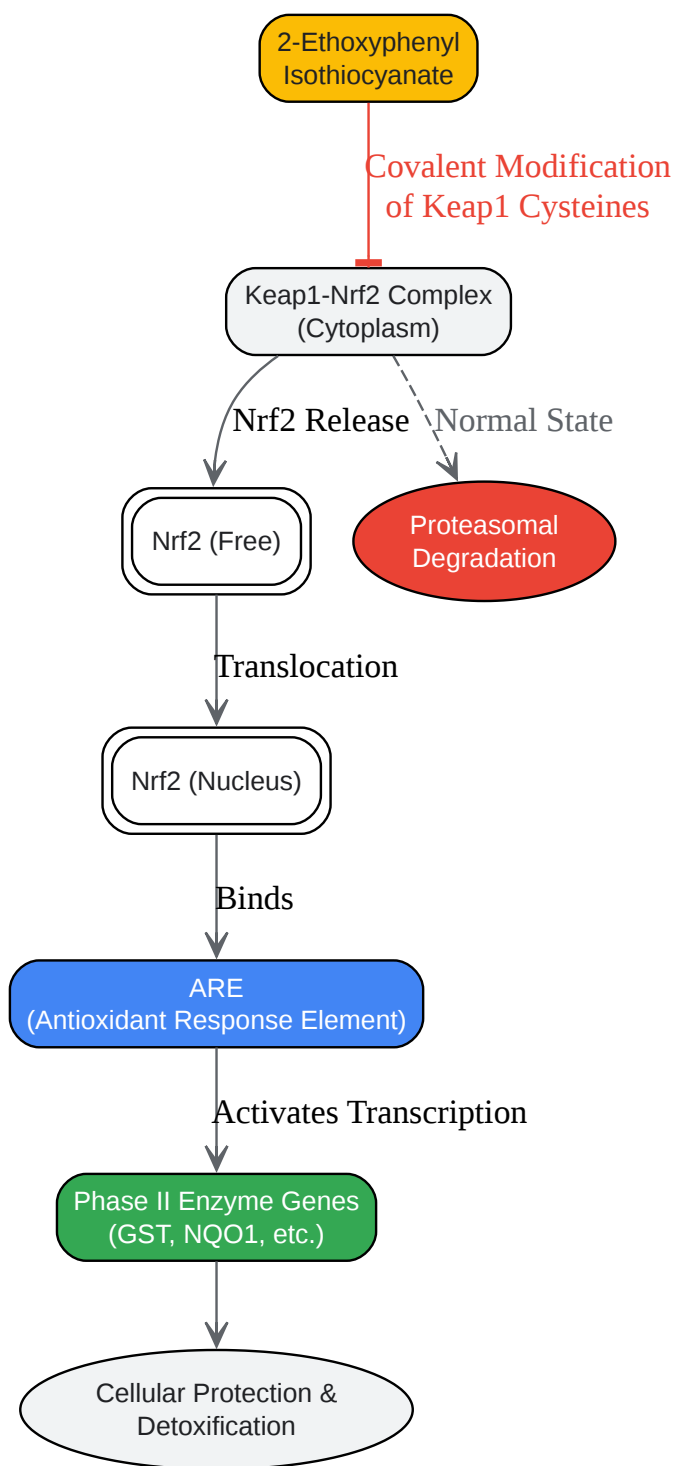 2-Ethoxyphenyl
Isothiocyanate
Covalent Modification
of Keap1 Cysteines
Keap1-Nrf2 Complex
(Cytoplasm)
Nrf2 Release
Normal State
Nrf2 (Free)
Proteasomal
Degradation
Translocation
Nrf2 (Nucleus)
Binds
ARE
(Antioxidant Response Element)
Activates Transcription
Phase II Enzyme Genes
(GST, NQO1, etc.)
Cellular Protection &
Detoxification